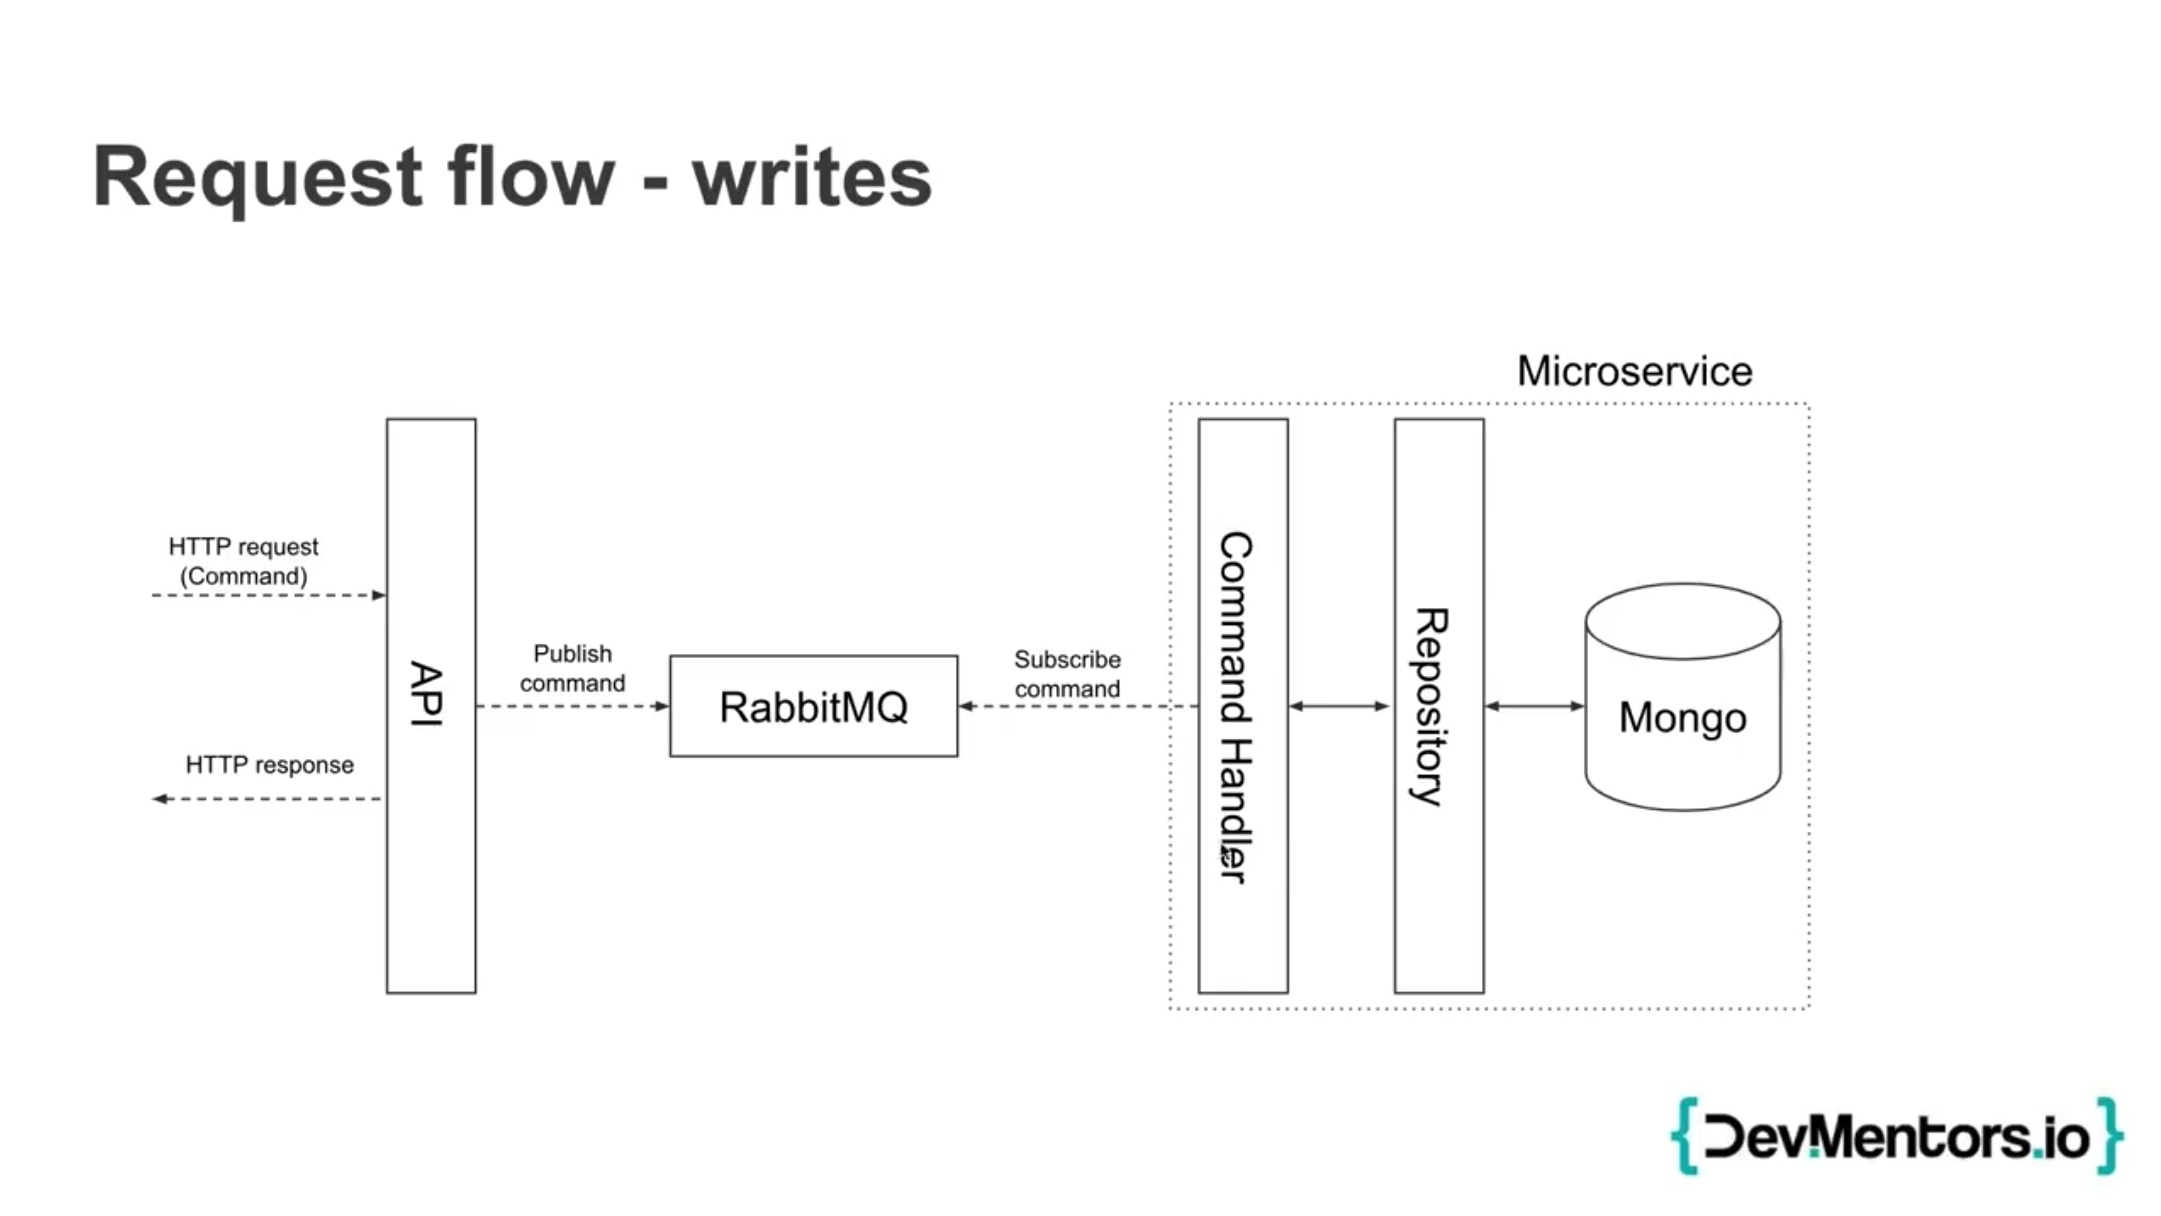 Request flow - writes
Microservice
HTTP request
(Command)
API
HTTP response
Publish
command
RabbitMQ
Subscribe
command
Command Handler
Repository
Mongo
{DevMentors.io}